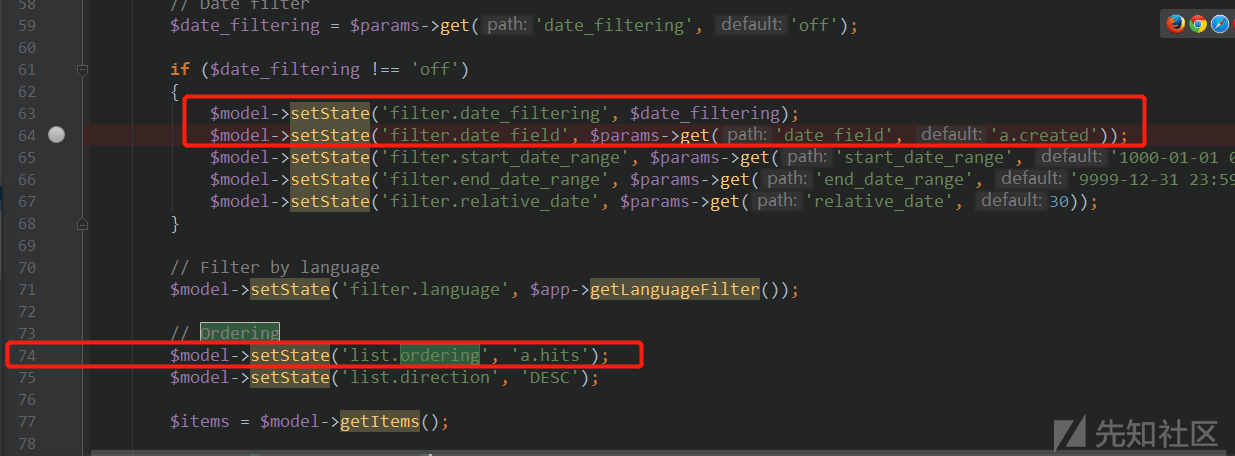 58 // Date filter
59 $date_filtering = $params->get( path: 'date_filtering', default: 'off');
60
61 if ($date_filtering !== 'off')
62 {
63 $model->setState('filter.date_filtering', $date_filtering);
64 $model->setState('filter.date_field', $params->get( path: 'date_field', default: 'a.created'));
65 $model->setState('filter.start_date_range', $params->get( path: 'start_date_range', default: '1000-01-01 0
66 $model->setState('filter.end_date_range', $params->get( path: 'end_date_range', default: '9999-12-31 23:59
67 $model->setState('filter.relative_date', $params->get( path: 'relative_date', default: 30));
68 }
69
70 // Filter by language
71 $model->setState('filter.language', $app->getLanguageFilter());
72
73 // Ordering
74 $model->setState('list.ordering', 'a.hits');
75 $model->setState('list.direction', 'DESC');
76
77 $items = $model->getItems();
78
先知社区